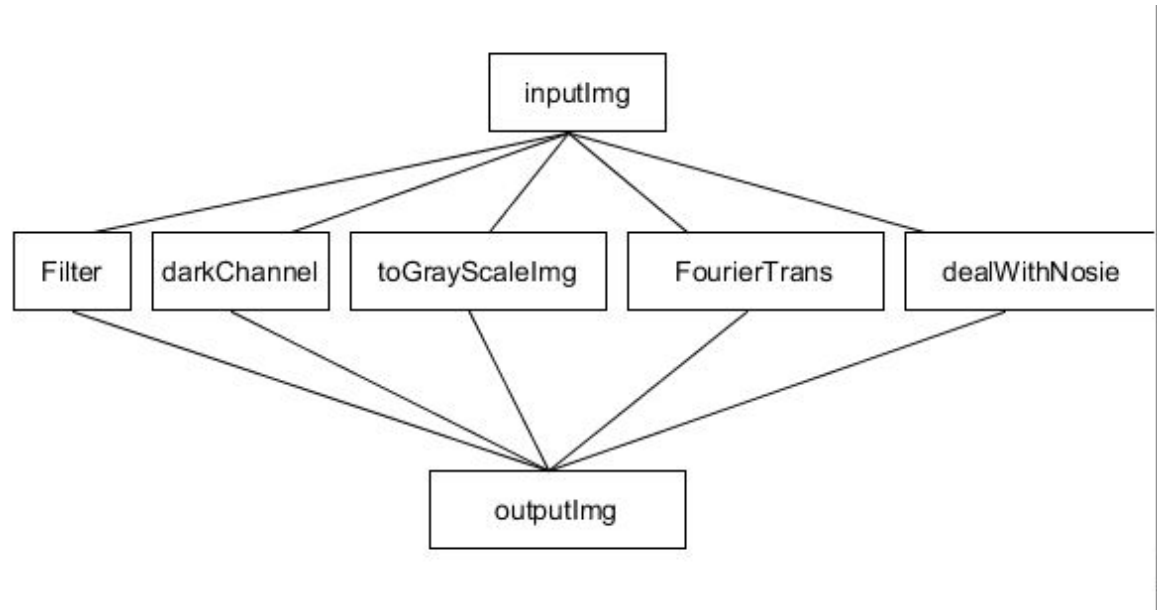 inputImg
Filter
darkChannel
toGrayScaleImg
FourierTrans
dealWithNosie
outputImg